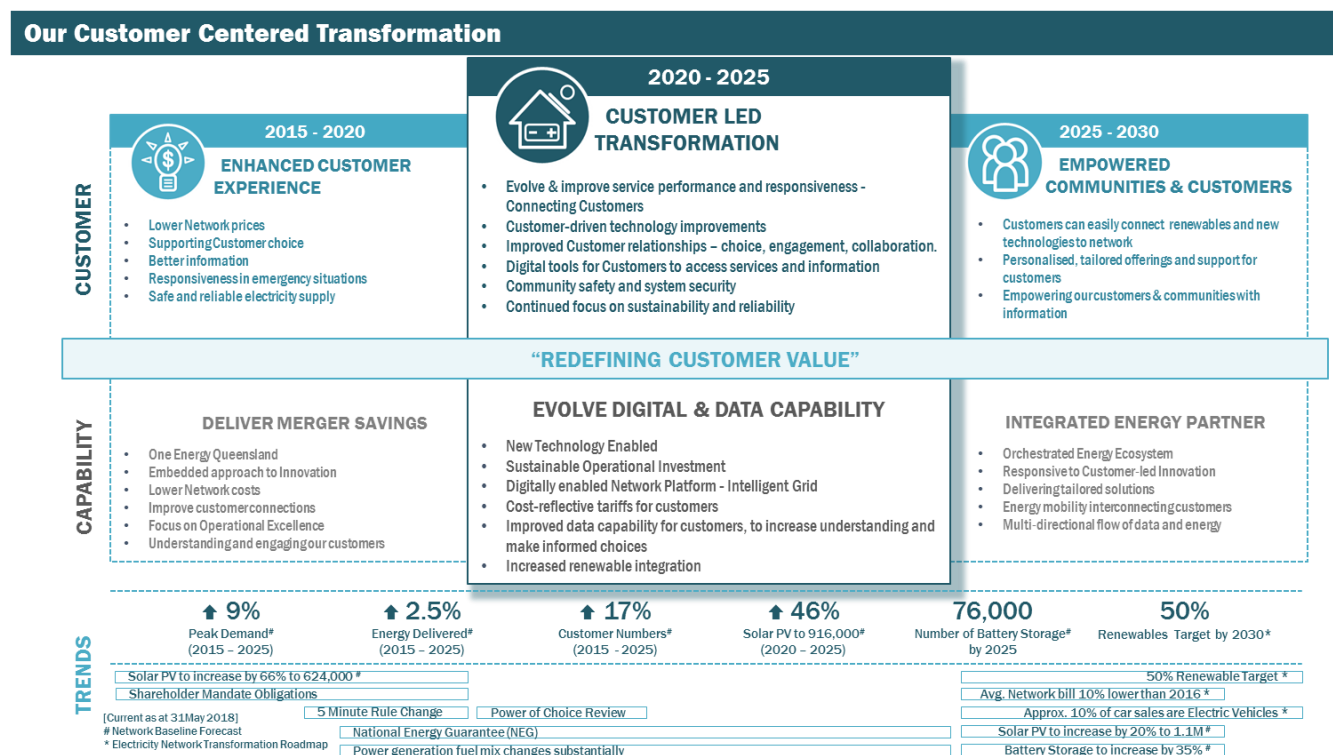 Our Customer Centered Transformation
2015 - 2020
ENHANCED CUSTOMER
EXPERIENCE
• Lower Network prices
• Supporting Customer choice
• Better information
• Responsiveness in emergency situations
• Safe and reliable electricity supply
2020 - 2025
CUSTOMER LED
TRANSFORMATION
• Evolve & improve service performance and responsiveness -
Connecting Customers
• Customer-driven technology improvements
• Improved Customer relationships – choice, engagement, collaboration.
• Digital tools for Customers to access services and information
• Community safety and system security
• Continued focus on sustainability and reliability
2025 - 2030
EMPOWERED
COMMUNITIES & CUSTOMERS
• Customers can easily connect renewables and new
technologies to network
• Personalised, tailored offerings and support for
customers
• Empowering our customers & communities with
information
CUSTOMER
“REDEFINING CUSTOMER VALUE”
CAPABILITY
DELIVER MERGER SAVINGS
• One Energy Queensland
• Embedded approach to Innovation
• Lower Network costs
• Improve customer connections
• Focus on Operational Excellence
• Understanding and engaging our customers
EVOLVE DIGITAL & DATA CAPABILITY
• New Technology Enabled
• Sustainable Operational Investment
• Digitally enabled Network Platform - Intelligent Grid
• Cost-reflective tariffs for customers
• Improved data capability for customers, to increase understanding and
make informed choices
• Increased renewable integration
INTEGRATED ENERGY PARTNER
• Orchestrated Energy Ecosystem
• Responsive to Customer-led Innovation
• Delivering tailored solutions
• Energy mobility interconnecting customers
• Multi-directional flow of data and energy
TRENDS
9%
Peak Demand#
(2015 – 2025)
2.5%
Energy Delivered#
(2015 – 2025)
17%
Customer Numbers#
(2015 - 2025)
46%
Solar PV to 916,000#
(2020 – 2025)
76,000
Number of Battery Storage#
by 2025
50%
Renewables Target by 2030*
Solar PV to increase by 66% to 624,000 #
Shareholder Mandate Obligations
5 Minute Rule Change
Power of Choice Review
National Energy Guarantee (NEG)
Power generation fuel mix changes substantially
50% Renewable Target *
Avg. Network bill 10% lower than 2016 *
Approx. 10% of car sales are Electric Vehicles *
Solar PV to increase by 20% to 1.1M #
Battery Storage to increase by 35% #
[Current as at 31May 2018]
# Network Baseline Forecast
* Electricity Network Transformation Roadmap